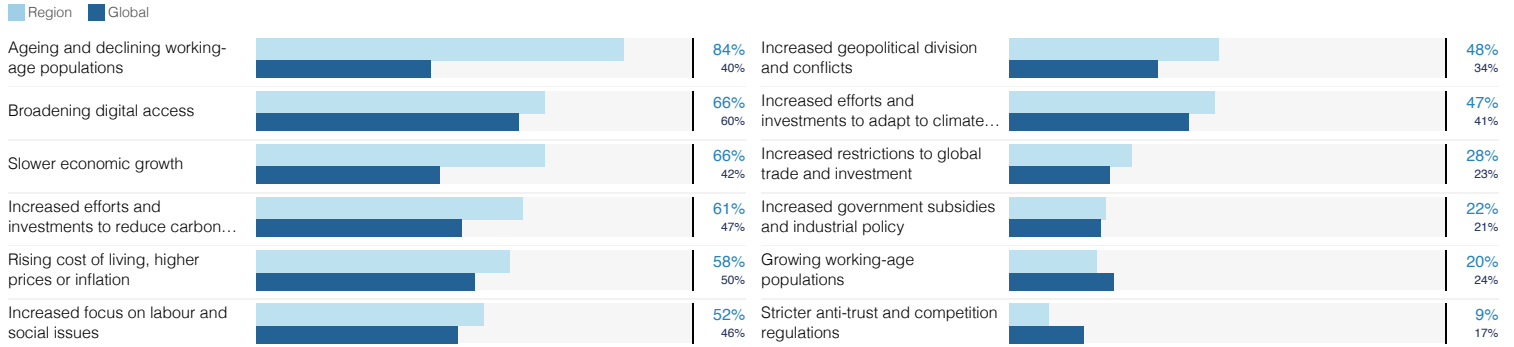 Region Global
Ageing and declining working-
age populations
84%
40%
Broadening digital access
66%
60%
Slower economic growth
66%
42%
Increased efforts and
investments to reduce carbon…
61%
47%
Rising cost of living, higher
prices or inflation
58%
50%
Increased focus on labour and
social issues
52%
46%
Increased geopolitical division
and conflicts
48%
34%
Increased efforts and
investments to adapt to climate…
47%
41%
Increased restrictions to global
trade and investment
28%
23%
Increased government subsidies
and industrial policy
22%
21%
Growing working-age
populations
20%
24%
Stricter anti-trust and competition
regulations
9%
17%